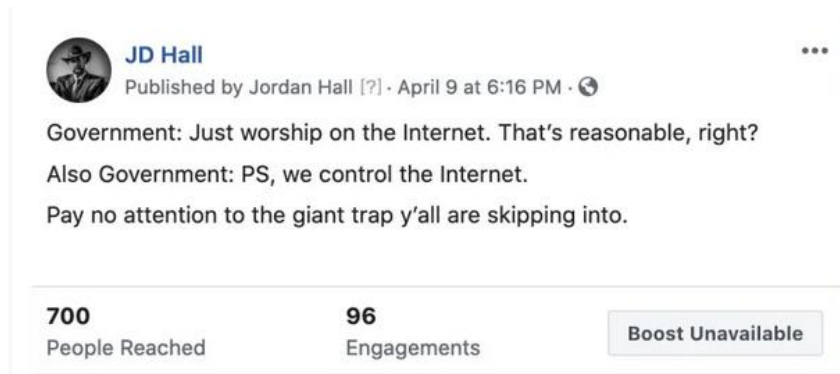 JD Hall
Published by Jordan Hall [?] · April 9 at 6:16 PM ·
Government: Just worship on the Internet. That's reasonable, right?
Also Government: PS, we control the Internet.
Pay no attention to the giant trap y'all are skipping into.
700
People Reached
96
Engagements
Boost Unavailable